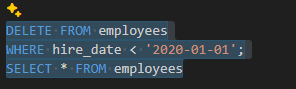 DELETE FROM employees
WHERE hire_date < '2020-01-01';
SELECT * FROM employees